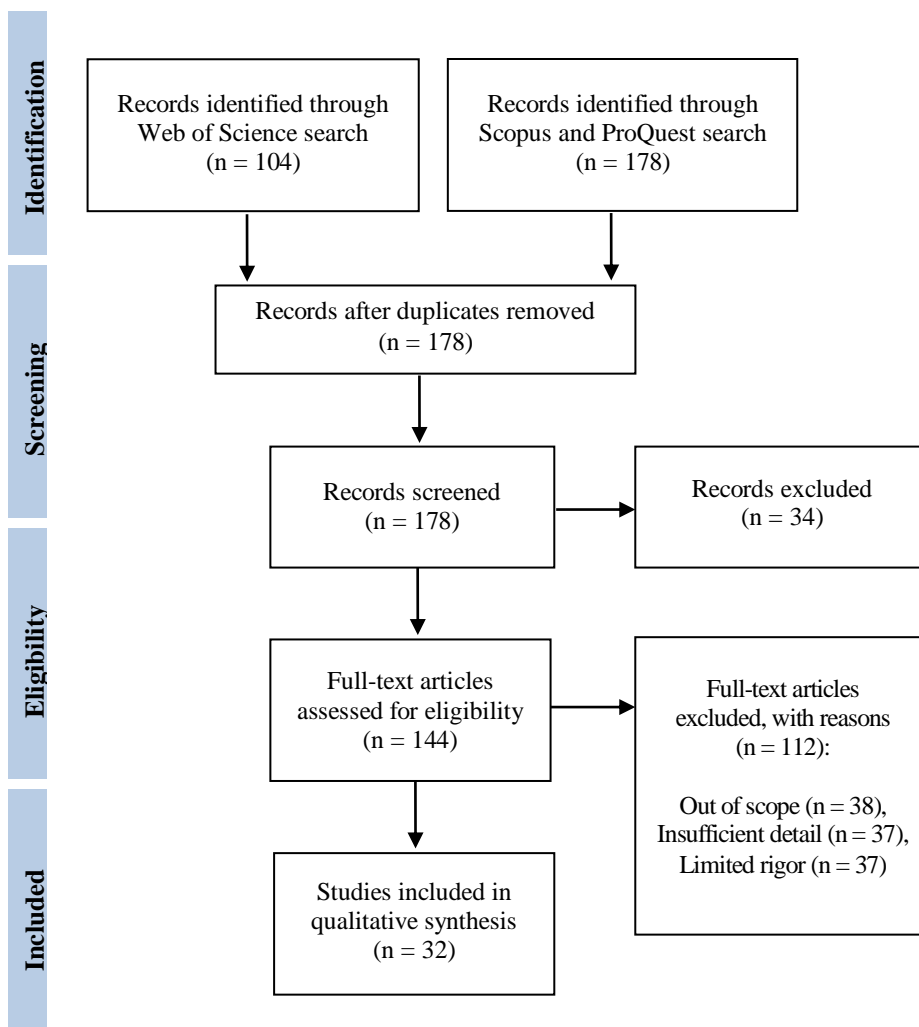 Identification
Records identified through
Web of Science search
(n = 104)
Records identified through
Scopus and ProQuest search
(n = 178)
Screening
Records after duplicates removed
(n = 178)
Records screened
(n = 178)
Records excluded
(n = 34)
Eligibility
Full-text articles
assessed for eligibility
(n = 144)
Full-text articles
excluded, with reasons
(n = 112):
Out of scope (n = 38),
Insufficient detail (n = 37),
Limited rigor (n = 37)
Included
Studies included in
qualitative synthesis
(n = 32)